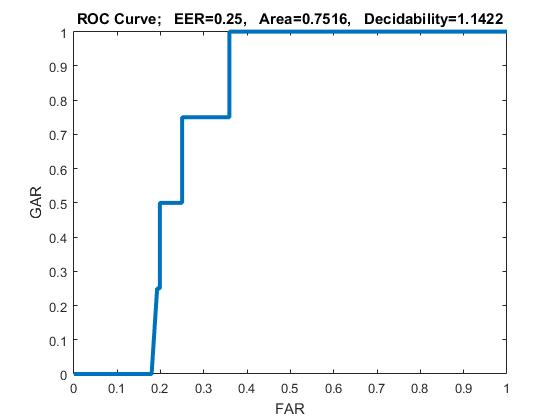 ROC Curve; EER=0.25, Area=0.7516, Decidability=1.1422
1
0.9
0.8
0.7
0.6
0.5
0.4
0.3
0.2
0.1
0
GAR
0 0.1 0.2 0.3 0.4 0.5 0.6 0.7 0.8 0.9 1
FAR